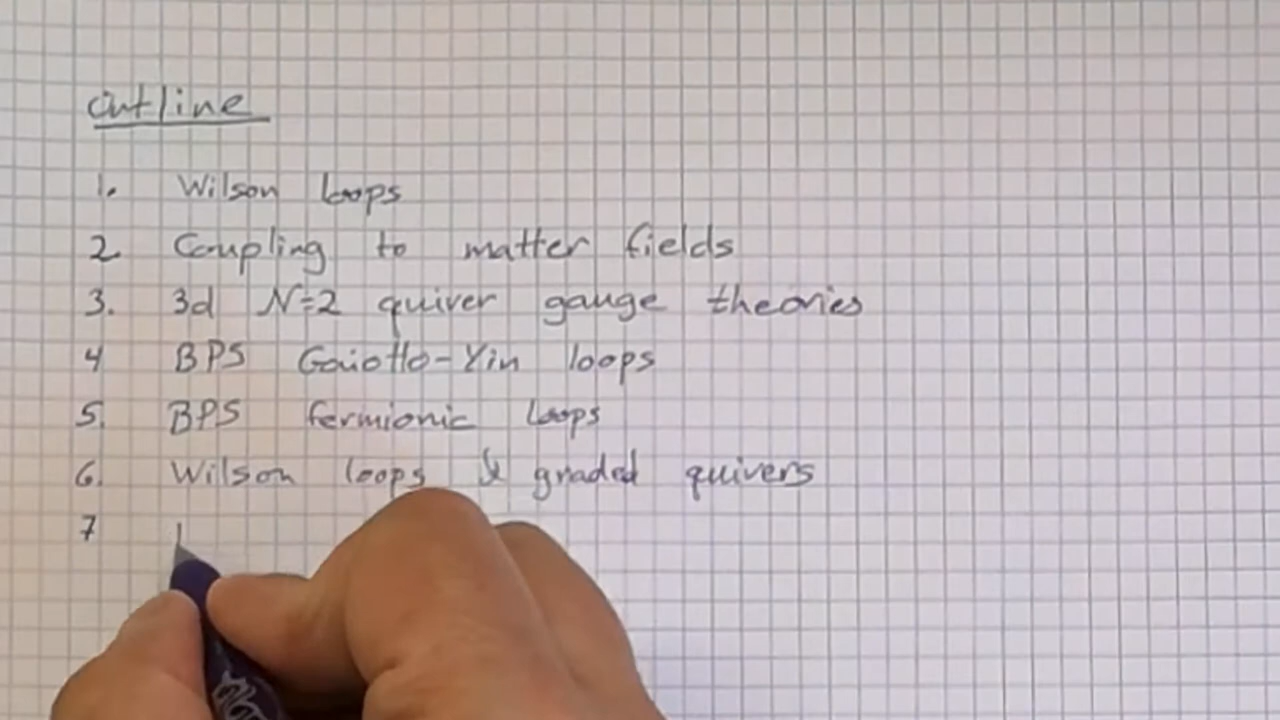 Outline
1. Wilson loops
2 Coupling to matter fields
3. 3d N=2 quiver gauge theories
4 BPS Gaiotto-Yin loops
5. BPS fermionic loops
6. Wilson loops & graded quivers
7